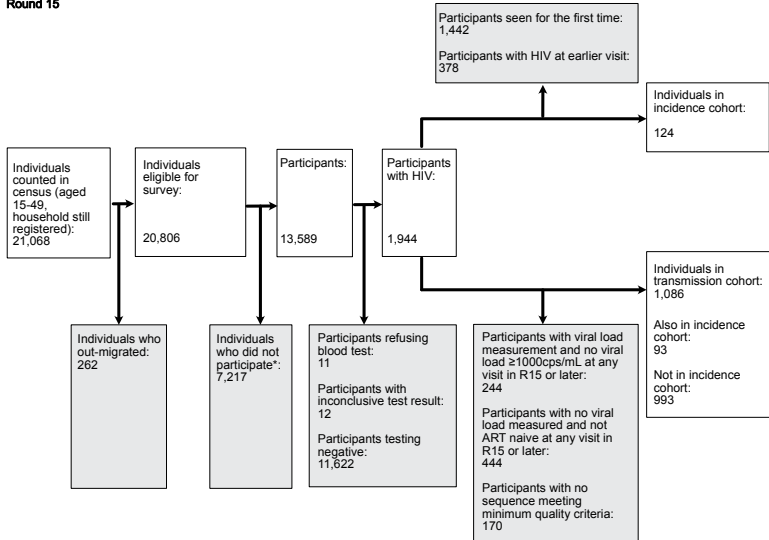 Round 15
Participants seen for the first time:
1,442
Participants with HIV at earlier visit:
378
Individuals in
incidence cohort:
124
Individuals
counted in
census (aged
15-49,
household still
registered):
21,068
Individuals
eligible for
survey:
20,806
Participants:
13,589
Participants
with HIV:
1,944
Individuals in
transmission cohort:
1,086
Also in incidence
cohort:
93
Not in incidence
cohort:
993
Individuals who
out-migrated:
262
Individuals
who did not
participate*:
7,217
Participants refusing
blood test:
11
Participants with
inconclusive test result:
12
Participants testing
negative:
11,622
Participants with viral load
measurement and no viral
load ≥1000cps/mL at any
visit in R15 or later:
244
Participants with no viral
load measured and not
ART naive at any visit in
R15 or later:
444
Participants with no
sequence meeting
minimum quality criteria:
170